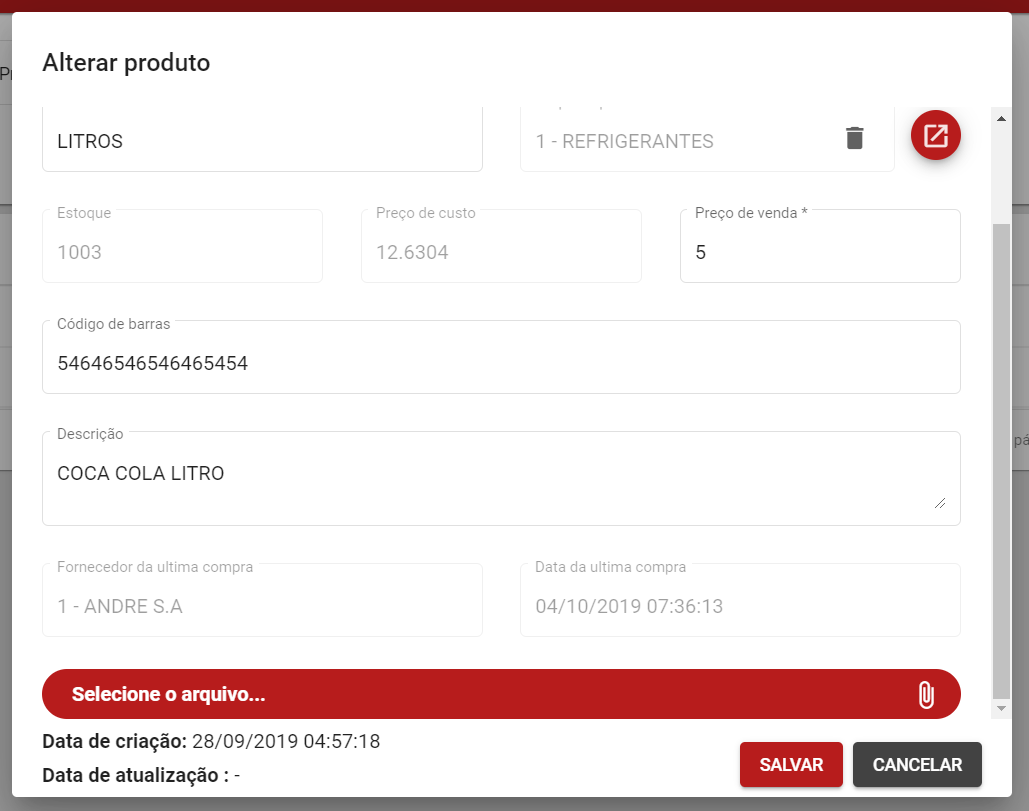 Alterar produto
LITROS
1 - REFRIGERANTES
Estoque
Preço de custo
Preço de venda *
1003
12.6304
5
Código de barras
54646546546465454
Descrição
COCA COLA LITRO
Fornecedor da ultima compra
Data da ultima compra
1 - ANDRE S.A
04/10/2019 07:36:13
Selecione o arquivo...
Data de criação: 28/09/2019 04:57:18
Data de atualização : -
SALVAR
CANCELAR